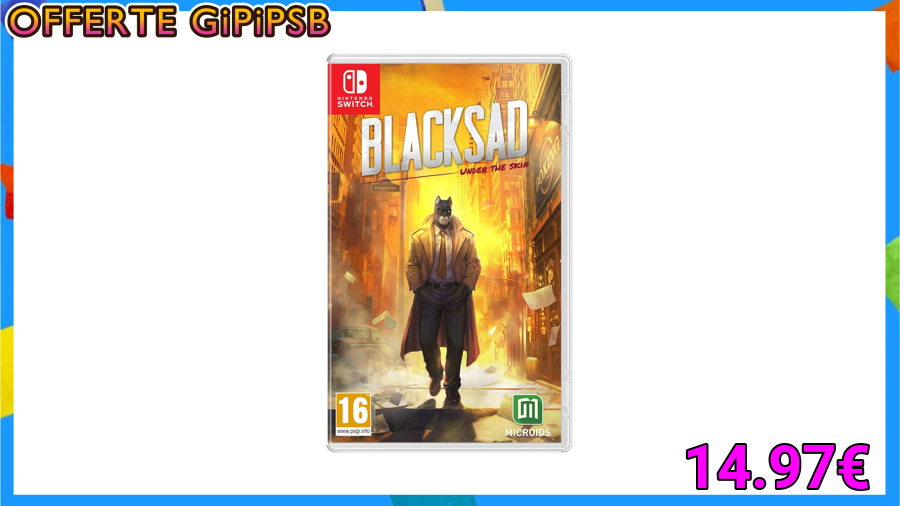 OFFERTE GiPiPSB
NINTENDO
SWITCH
BLACKSAD
UNDER THE SKIN
16
www.pegi.info
MICROIDS
14.97€